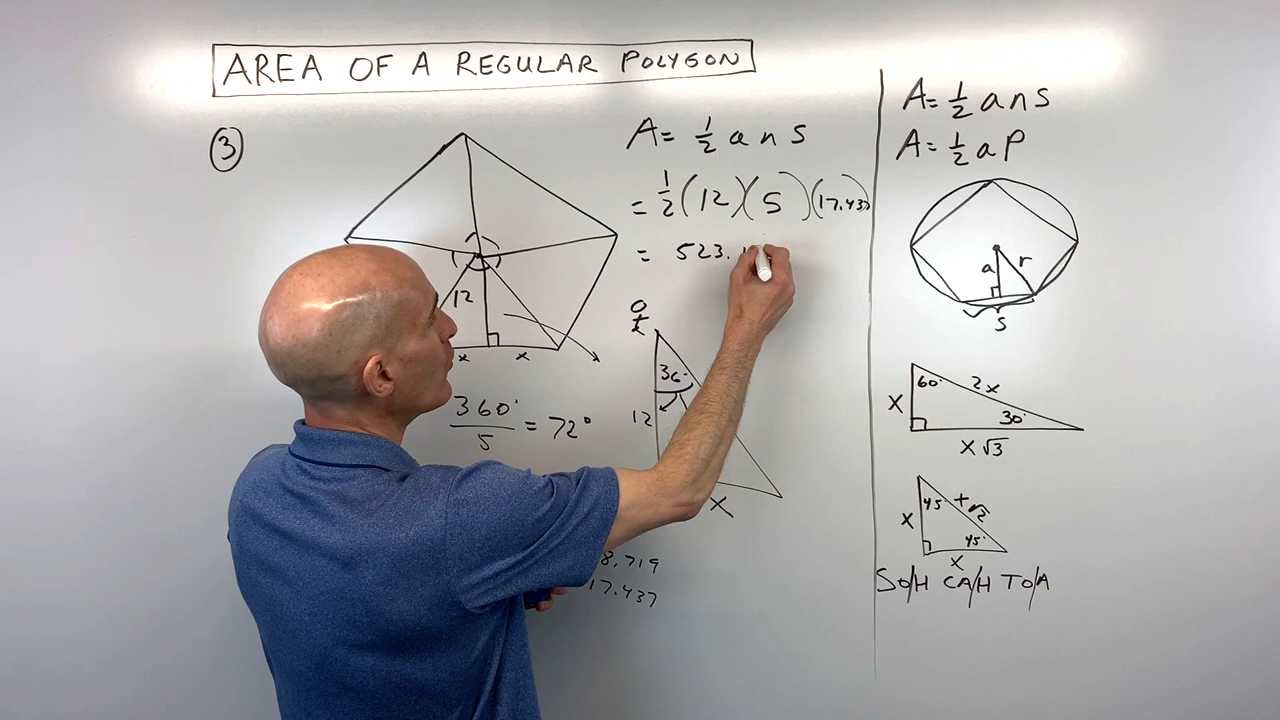 AREA OF A REGULAR POLYGON
3
A = 1/2 a n s
= 1/2 (12)(5)(17.437)
= 523.
12
x x
360°/5 = 72°
36°
12
X
8.719
17.437
A = 1/2 a n s
A = 1/2 a P
a r
s
60° 2x
X 30°
X √3
45°
X 45°
X
SO/H CA/H TO/A